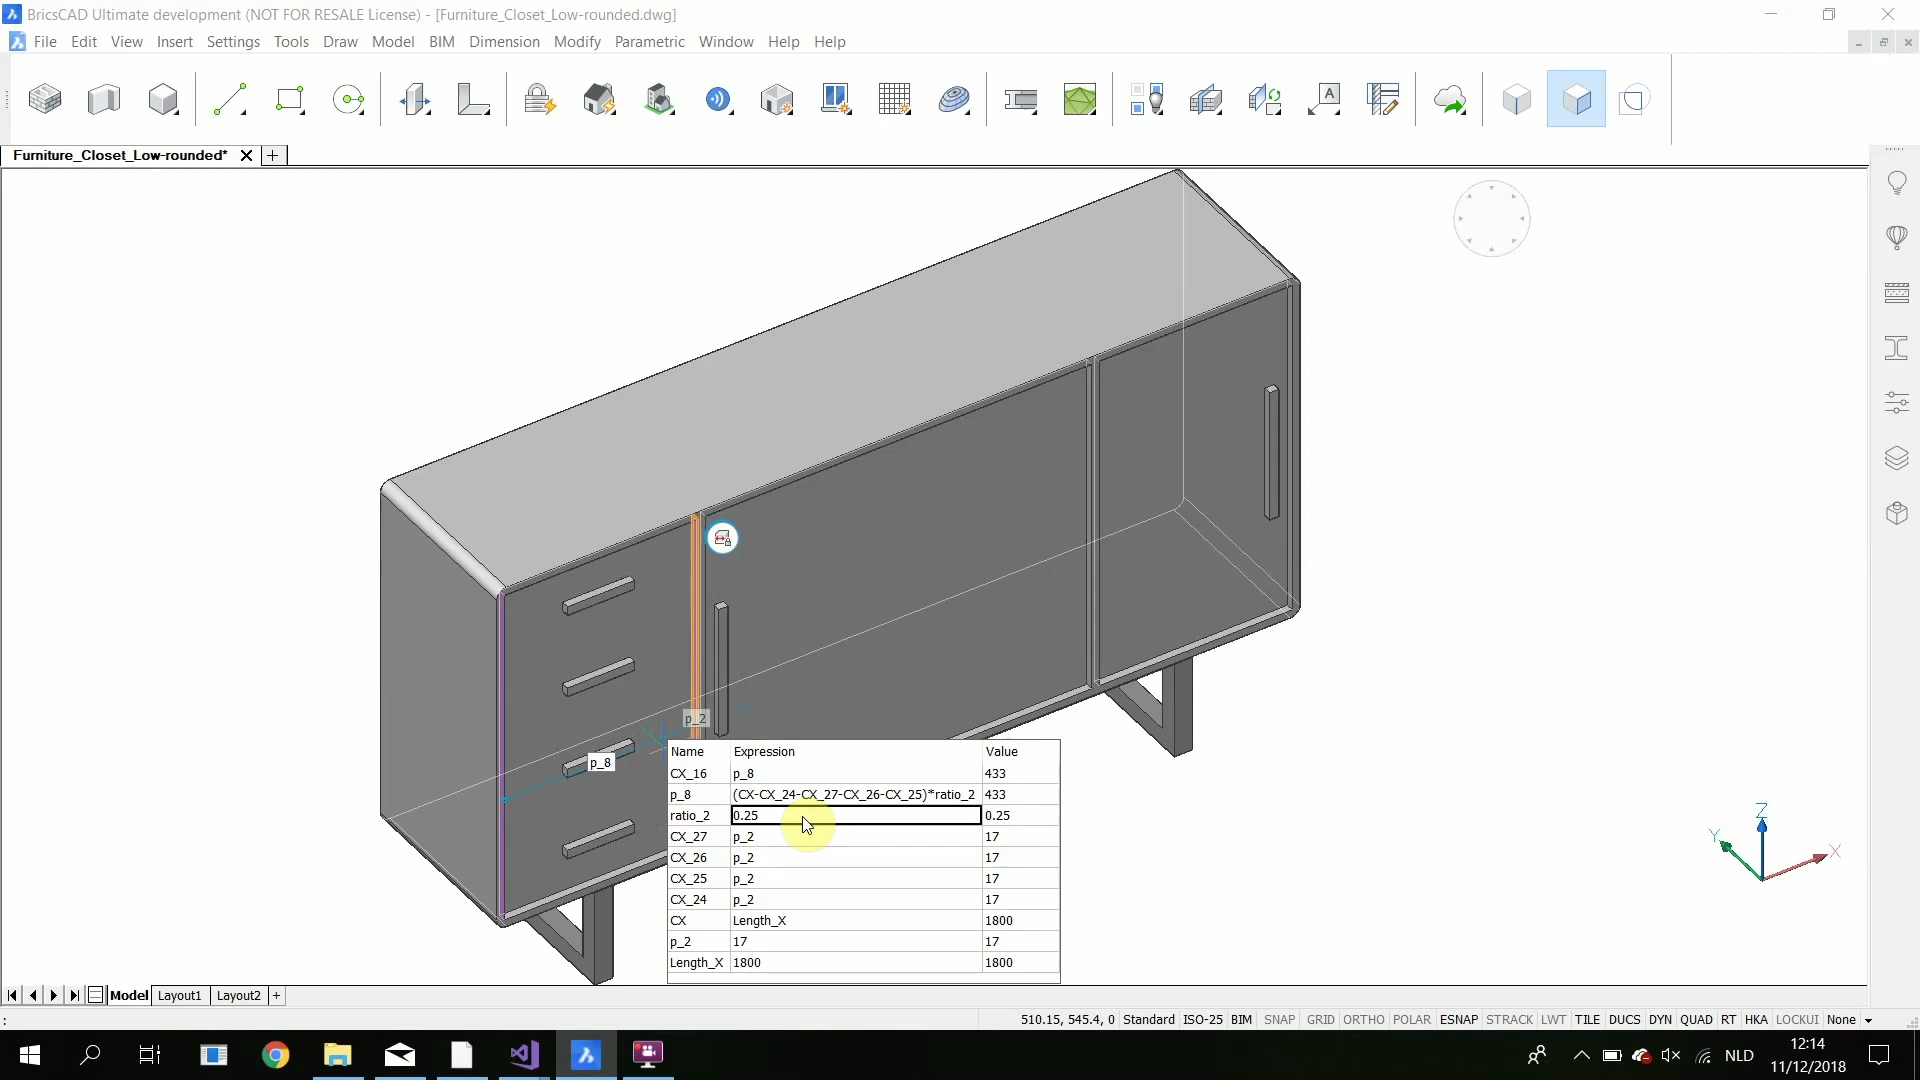 BricsCAD Ultimate development (NOT FOR RESALE License) - [Furniture_Closet_Low-rounded.dwg]
File Edit View Insert Settings Tools Draw Model BIM Dimension Modify Parametric Window Help Help
A
Furniture_Closet_Low-rounded*
p_2
p_8
Name Expression Value
CX_16 p_8 433
p_8 (CX-CX_24-CX_27-CX_26-CX_25)*ratio_2 433
ratio_2 0.25 0.25
CX_27 p_2 17
CX_26 p_2 17
CX_25 p_2 17
CX_24 p_2 17
CX Length_X 1800
p_2 17 17
Length_X 1800 1800
Z
Y
X
Model Layout1 Layout2 +
: 510.15, 545.4, 0 Standard ISO-25 BIM SNAP GRID ORTHO POLAR ESNAP STRACK LWT TILE DUCS DYN QUAD RT HKA LOCKUI None
NLD
12:14
11/12/2018